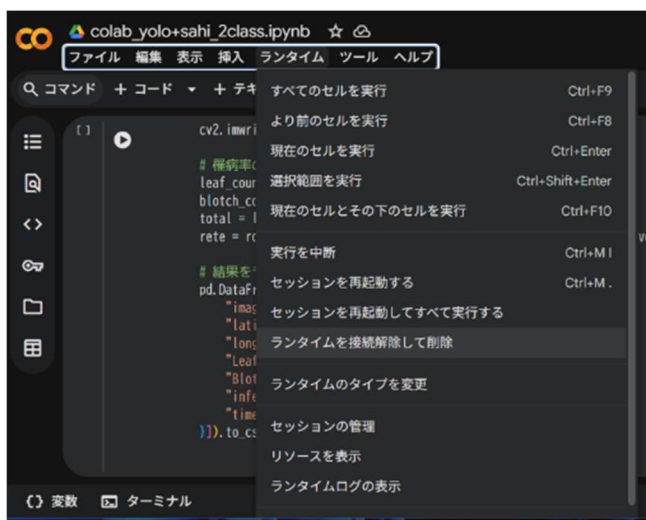 colab_yolo+sahi_2class.ipynb
ファイル 編集 表示 挿入 ランタイム ツール ヘルプ
コマンド + コード + テキ
すべてのセルを実行 Ctrl+F9
より前のセルを実行 Ctrl+F8
現在のセルを実行 Ctrl+Enter
選択範囲を実行 Ctrl+Shift+Enter
現在のセルとその下のセルを実行 Ctrl+F10
実行を中断 Ctrl+M I
セッションを再起動する Ctrl+M .
セッションを再起動してすべて実行する
ランタイムを接続解除して削除
ランタイムのタイプを変更
セッションの管理
リソースを表示
ランタイムログの表示
[ ]
cv2.imwri
# 罹病率の
leaf_coun
blotch_co
total = l
rete = ro
# 結果を
pd.DataFr
"imag
"lati
"long
"Leaf
"Blot
"infe
"time
}]).to_cs
{} 変数 ターミナル